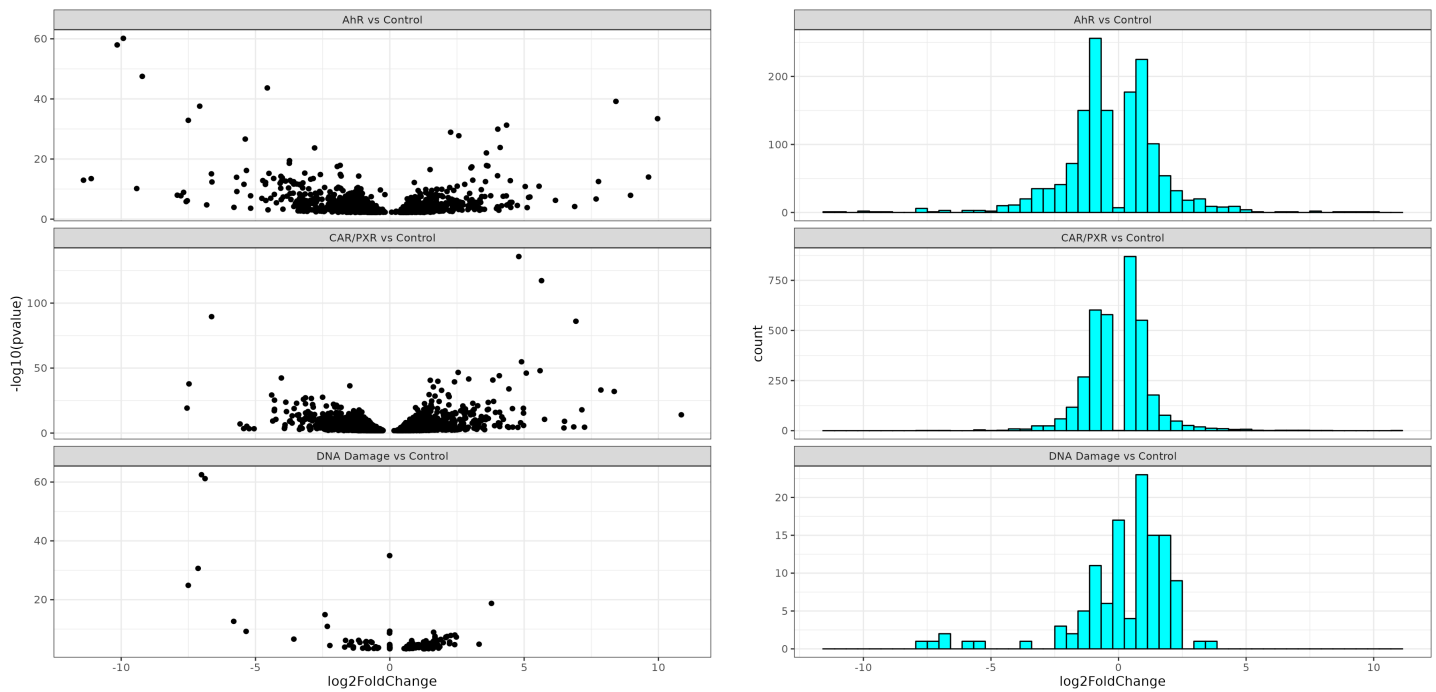 AhR vs Control
60
40
20
0
CAR/PXR vs Control
100
50
0
DNA Damage vs Control
60
40
20
-10 -5 0 5 10
log2FoldChange
-log10(pvalue)
AhR vs Control
200
100
0
CAR/PXR vs Control
750
500
250
0
DNA Damage vs Control
20
15
10
5
0
-10 -5 0 5 10
log2FoldChange
count